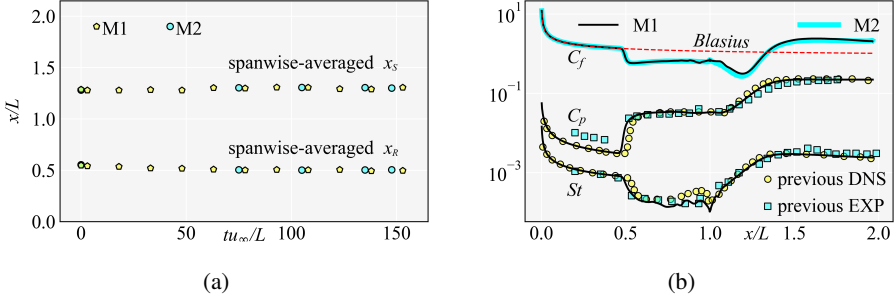 2.0
M1
M2
spanwise-averaged x_S
1.5
x/L
1.0
spanwise-averaged x_R
0.5
0.0
0
50
100
150
tu_∞/L
(a)
10^1
M1
M2
Blasius
C_f
10^{-1}
C_p
10^{-3}
St
previous DNS
previous EXP
0.0
0.5
1.0
x/L
1.5
2.0
(b)